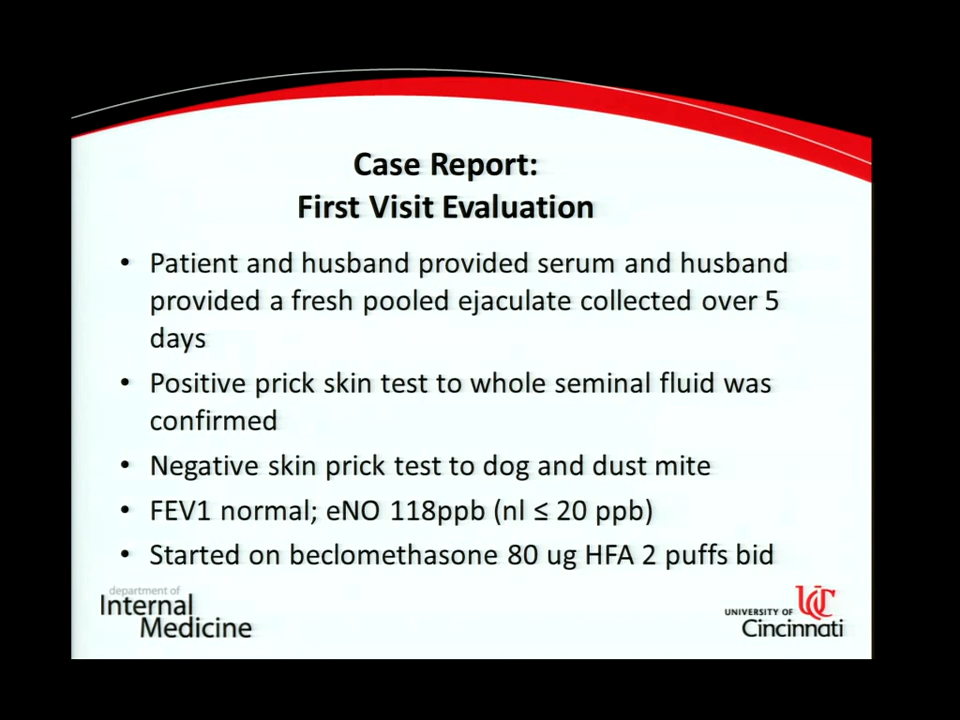 Case Report:
First Visit Evaluation
• Patient and husband provided serum and husband
provided a fresh pooled ejaculate collected over 5
days
• Positive prick skin test to whole seminal fluid was
confirmed
• Negative skin prick test to dog and dust mite
• FEV1 normal; eNO 118ppb (nl ≤ 20 ppb)
• Started on beclomethasone 80 ug HFA 2 puffs bid
department of
Internal
Medicine
UNIVERSITY OF UC
Cincinnati